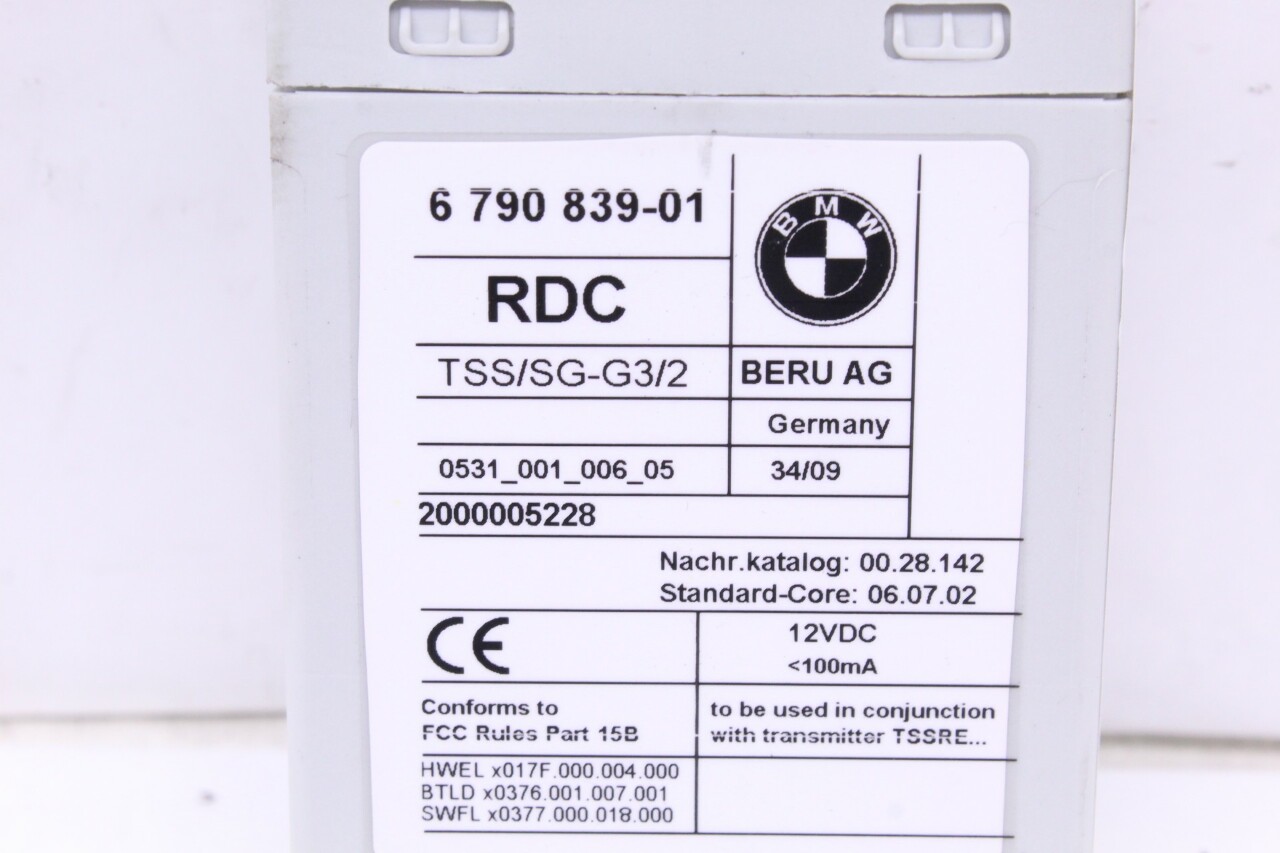 6 790 839-01
BMW
RDC
TSS/SG-G3/2
BERU AG
Germany
0531_001_006_05
34/09
2000005228
Nachr.katalog: 00.28.142
Standard-Core: 06.07.02
CE
12VDC
<100mA
Conforms to
FCC Rules Part 15B
to be used in conjunction
with transmitter TSSRE...
HWEL x017F.000.004.000
BTLD x0376.001.007.001
SWFL x0377.000.018.000